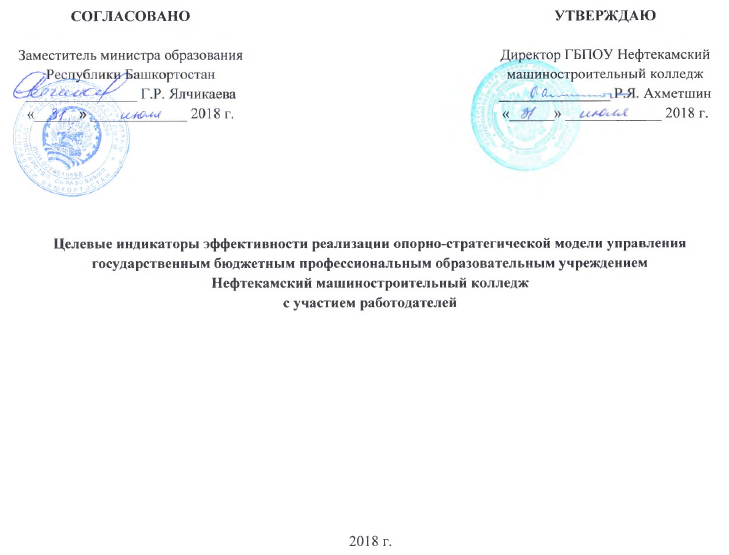 СОГЛАСОВАНО
Заместитель министра образования
Республики Башкортостан
Г.Р. Ялчикаева
«31» июля 2018 г.
УТВЕРЖДАЮ
Директор ГБПОУ Нефтекамский
машиностроительный колледж
Р.Я. Ахметшин
«31» июля 2018 г.
Целевые индикаторы эффективности реализации опорно-стратегической модели управления
государственным бюджетным профессиональным образовательным учреждением
Нефтекамский машиностроительный колледж
с участием работодателей
2018 г.